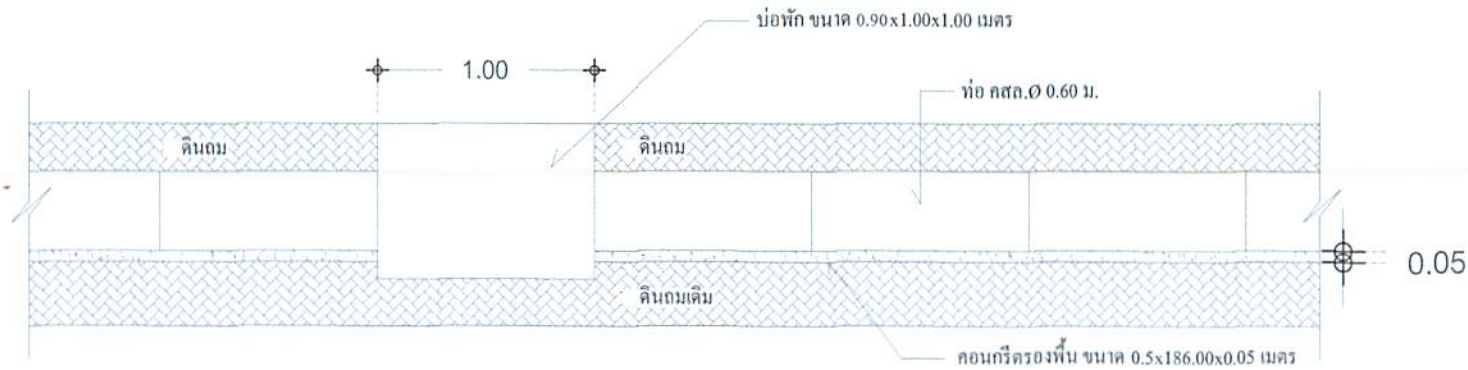 บ่อพัก ขนาด 0.90x1.00x1.00 เมตร
1.00
ท่อ คสล.Ø 0.60 ม.
ดินถม
ดินถม
0.05
ดินถมเดิม
คอนกรีตรองพื้น ขนาด 0.5x186.00x0.05 เมตร